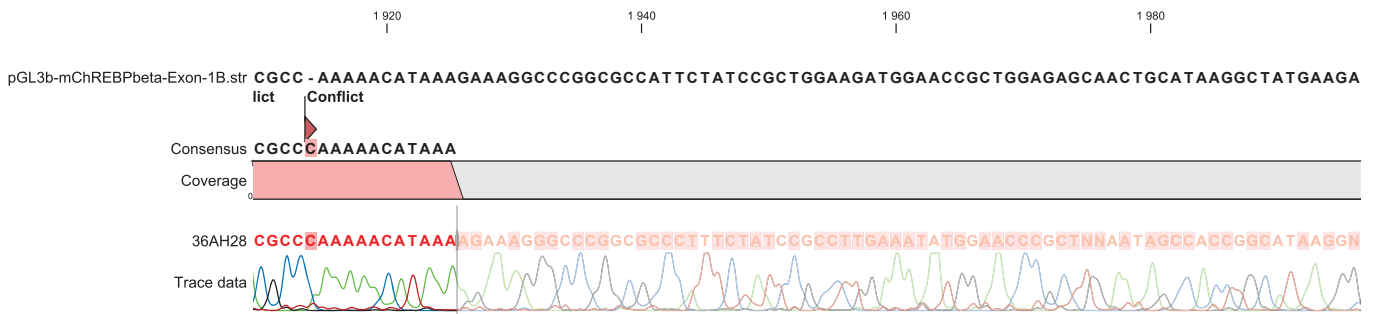 1 920 1 940 1 960 1 980
pGL3b-mChREBPbeta-Exon-1B.str CGCC-AAAAACATAAAGAAAGGCCCGGCGCCATTCTATCCGCTGGAAGATGGAACCGCTGGAGAGCAACTGCATAAGGCTATGAAGA
lict Conflict
Consensus CGCCCAAAAACATAAA
1
Coverage
0
36AH28 CGCCCAAAAACATAAAAGAAAGGGCCCGGCGCCCTTTCTATCCGCCTTGAAATATGGAACCCGCTNNAATAGCCACCGGCATAAGGN
Trace data